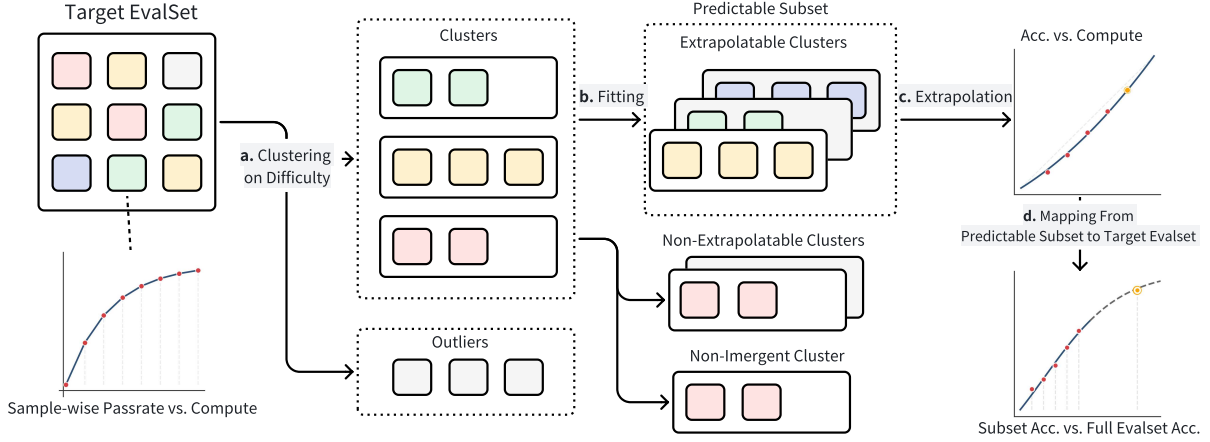 Target EvalSet
Sample-wise Passrate vs. Compute
a. Clustering
on Difficulty
Clusters
Outliers
b. Fitting
Predictable Subset
Extrapolatable Clusters
Non-Extrapolatable Clusters
Non-Imergent Cluster
c. Extrapolation
Acc. vs. Compute
d. Mapping From
Predictable Subset to Target Evalset
Subset Acc. vs. Full Evalset Acc.